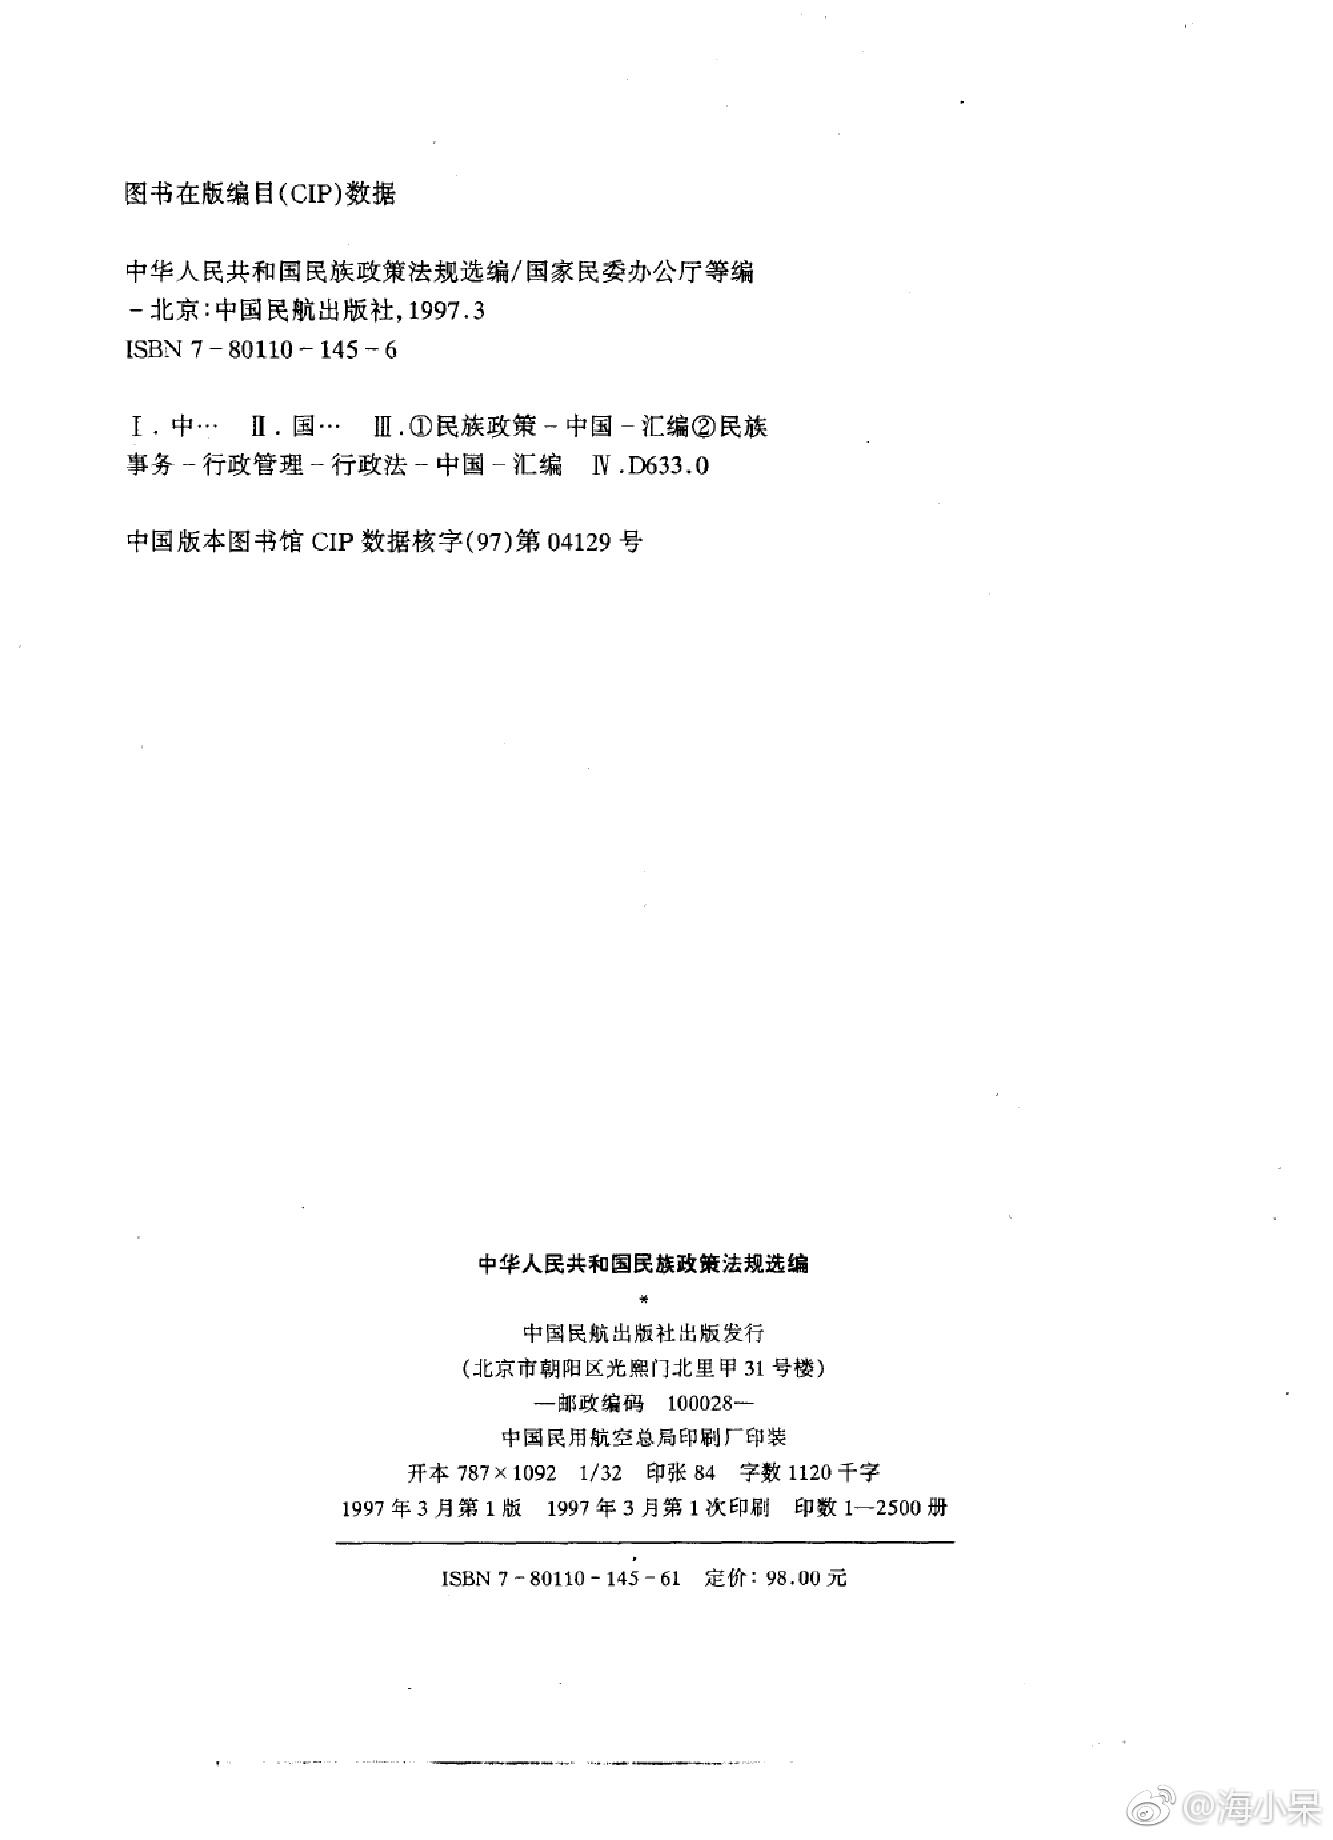 图书在版编目(CIP)数据
中华人民共和国民族政策法规选编/国家民委办公厅等编
-北京:中国民航出版社,1997.3
ISBN 7-80110-145-6
Ⅰ.中… Ⅱ.国… Ⅲ.①民族政策-中国-汇编②民族
事务-行政管理-行政法-中国-汇编 Ⅳ.D633.0
中国版本图书馆 CIP 数据核字(97)第 04129 号
中华人民共和国民族政策法规选编
*
中国民航出版社出版发行
(北京市朝阳区光熙门北里甲 31 号楼)
—邮政编码 100028—
中国民用航空总局印刷厂印装
开本 787×1092 1/32 印张 84 字数 1120 千字
1997 年 3 月第 1 版 1997 年 3 月第 1 次印刷 印数 1—2500 册
ISBN 7-80110-145-61 定价: 98.00 元
@海小呆